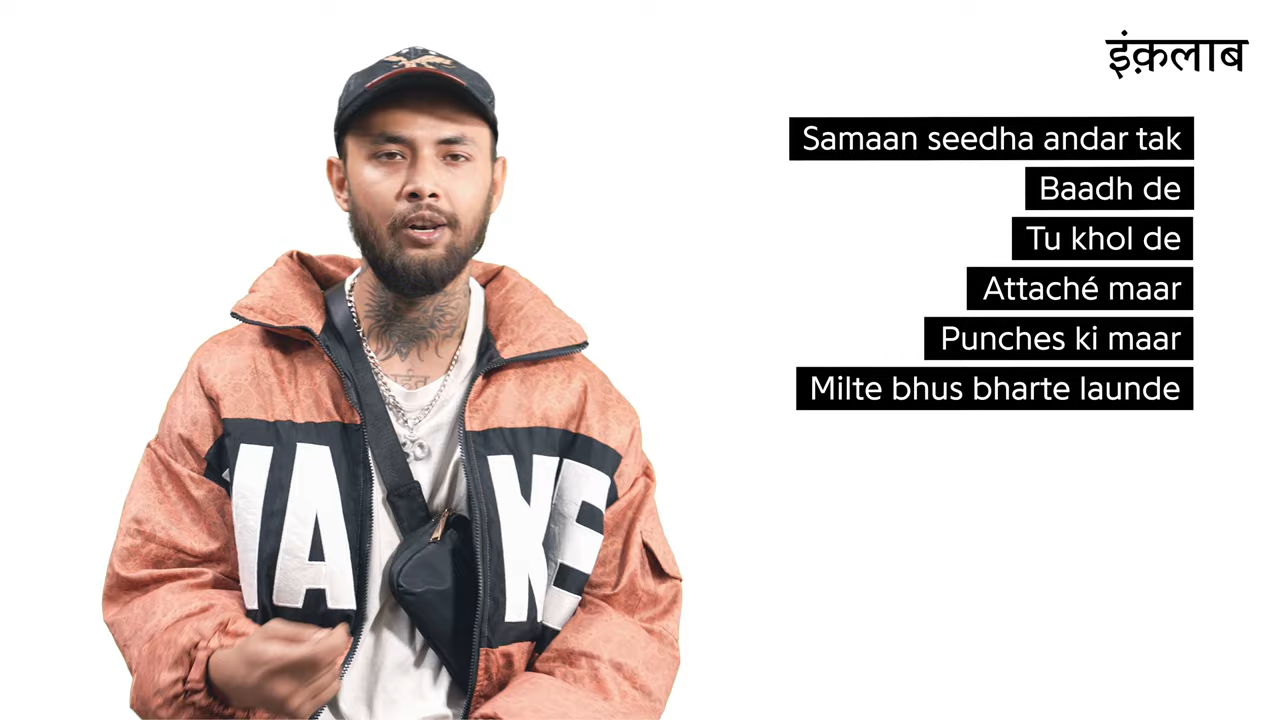 इंक़लाब
Samaan seedha andar tak
Baadh de
Tu khol de
Attaché maar
Punches ki maar
Milte bhus bharte launde